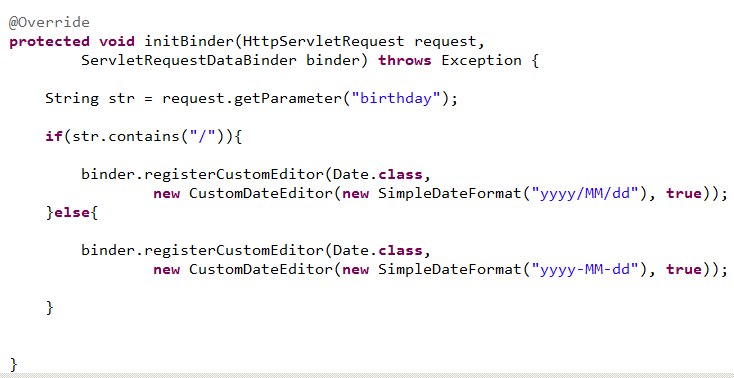 @Override
protected void initBinder(HttpServletRequest request,
        ServletRequestDataBinder binder) throws Exception {
    String str = request.getParameter("birthday");
    if(str.contains("/")){
        binder.registerCustomEditor(Date.class,
                new CustomDateEditor(new SimpleDateFormat("yyyy/MM/dd"), true));
    }else{
        binder.registerCustomEditor(Date.class,
                new CustomDateEditor(new SimpleDateFormat("yyyy-MM-dd"), true));
    }
}